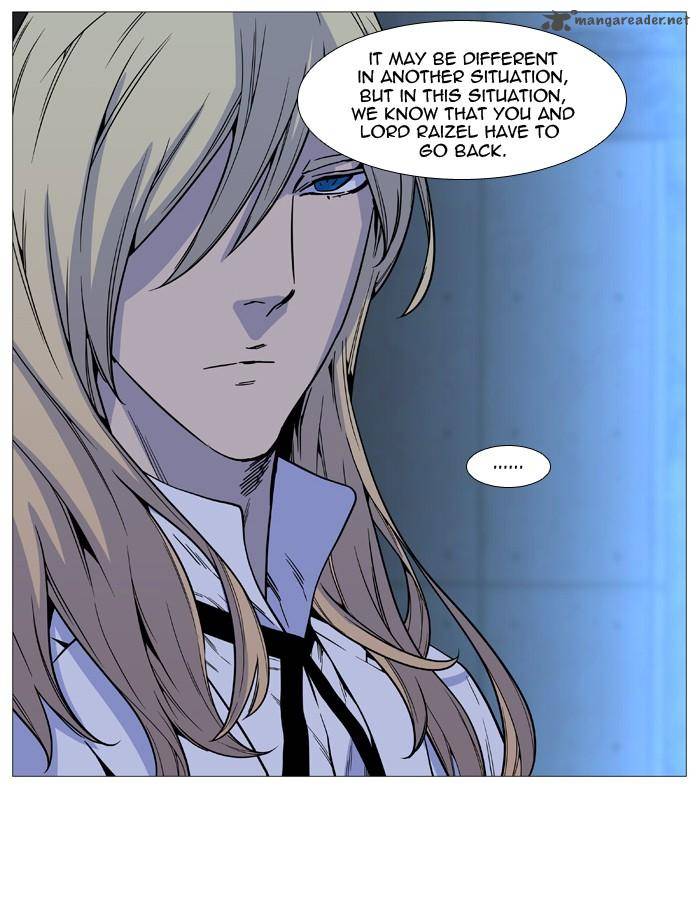 mangareader.net
IT MAY BE DIFFERENT
IN ANOTHER SITUATION,
BUT IN THIS SITUATION,
WE KNOW THAT YOU AND
LORD RAIZEL HAVE TO
GO BACK.
......